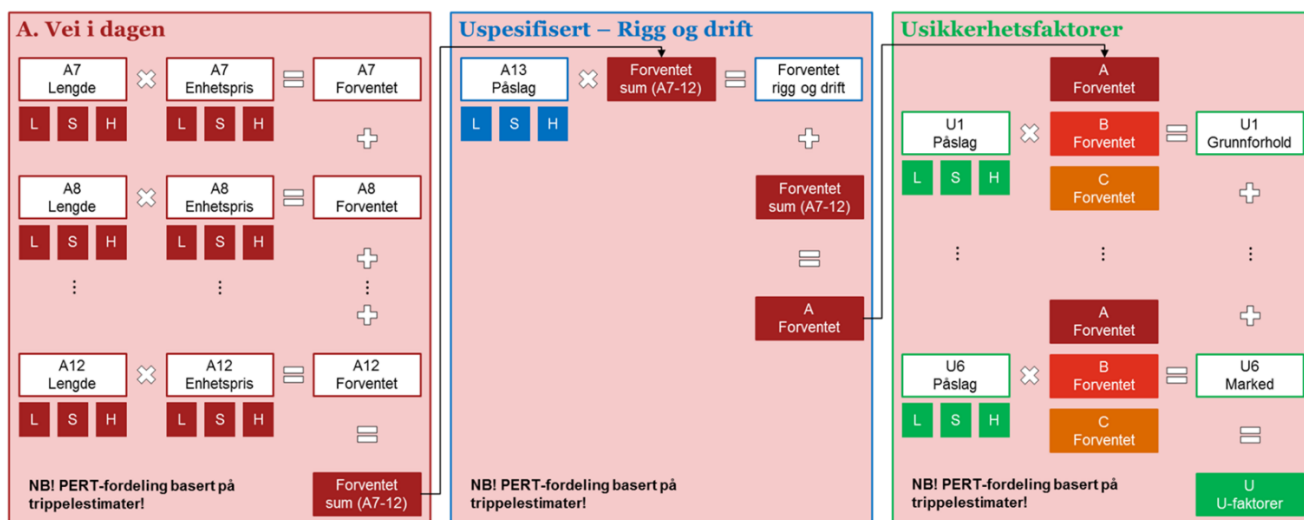 A. Vei i dagen
A7
Lengde
A7
Enhetspris
A7
Forventet
L S H
L S H
A8
Lengde
A8
Enhetspris
A8
Forventet
L S H
L S H
A12
Lengde
A12
Enhetspris
A12
Forventet
L S H
L S H
NB! PERT-fordeling basert på
trippelestimater!
Forventet
sum (A7-12)
Uspesifisert – Rigg og drift
A13
Påslag
Forventet
sum (A7-12)
Forventet
rigg og drift
L S H
Forventet
sum (A7-12)
A
Forventet
NB! PERT-fordeling basert på
trippelestimater!
Usikkerhetsfaktorer
A
Forventet
U1
Påslag
B
Forventet
U1
Grunnforhold
L S H
C
Forventet
A
Forventet
U6
Påslag
B
Forventet
U6
Marked
L S H
C
Forventet
NB! PERT-fordeling basert på
trippelestimater!
U
U-faktorer